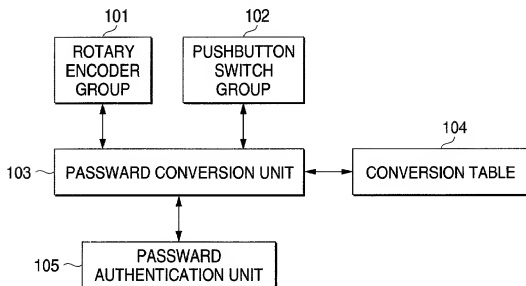 101
102
ROTARY
ENCODER
GROUP
PUSHBUTTON
SWITCH
GROUP
103
PASSWARD CONVERSION UNIT
104
CONVERSION TABLE
105
PASSWARD
AUTHENTICATION UNIT